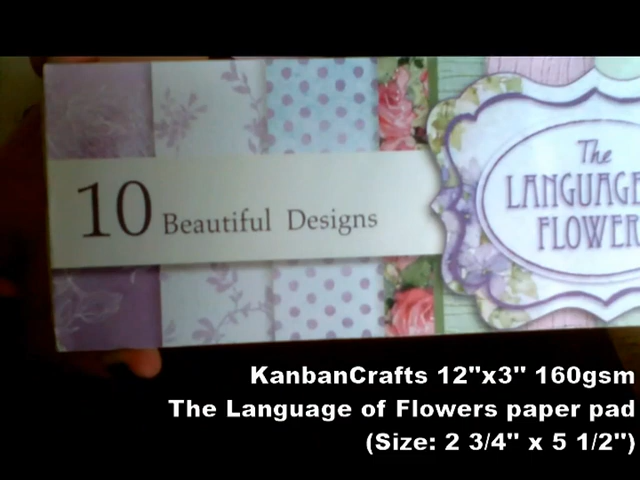 10 Beautiful Designs
The
LANGUAGE
FLOWER
KanbanCrafts 12"x3" 160gsm
The Language of Flowers paper pad
(Size: 2 3/4" x 5 1/2")